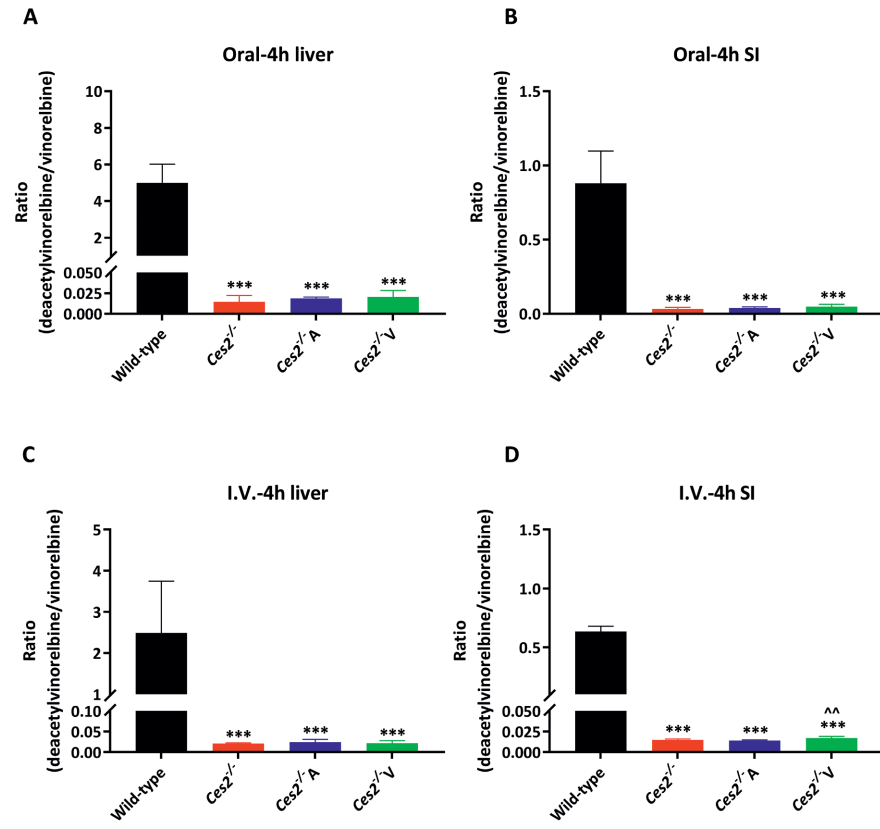 A
Oral-4h liver
Ratio
(deacetylvinorelbine/vinorelbine)
10
8
6
4
2
0.050
0.025
0.000
***
***
***
Wild-type
Ces2-/-
Ces2-/- A
Ces2-/- V
B
Oral-4h SI
Ratio
(deacetylvinorelbine/vinorelbine)
1.5
1.0
0.5
0.0
***
***
***
Wild-type
Ces2-/-
Ces2-/- A
Ces2-/- V
C
I.V.-4h liver
Ratio
(deacetylvinorelbine/vinorelbine)
5
4
3
2
1
0.10
0.05
0.00
***
***
***
Wild-type
Ces2-/-
Ces2-/- A
Ces2-/- V
D
I.V.-4h SI
Ratio
(deacetylvinorelbine/vinorelbine)
1.5
1.0
0.5
0.050
0.025
0.000
***
***
^^
***
Wild-type
Ces2-/-
Ces2-/- A
Ces2-/- V